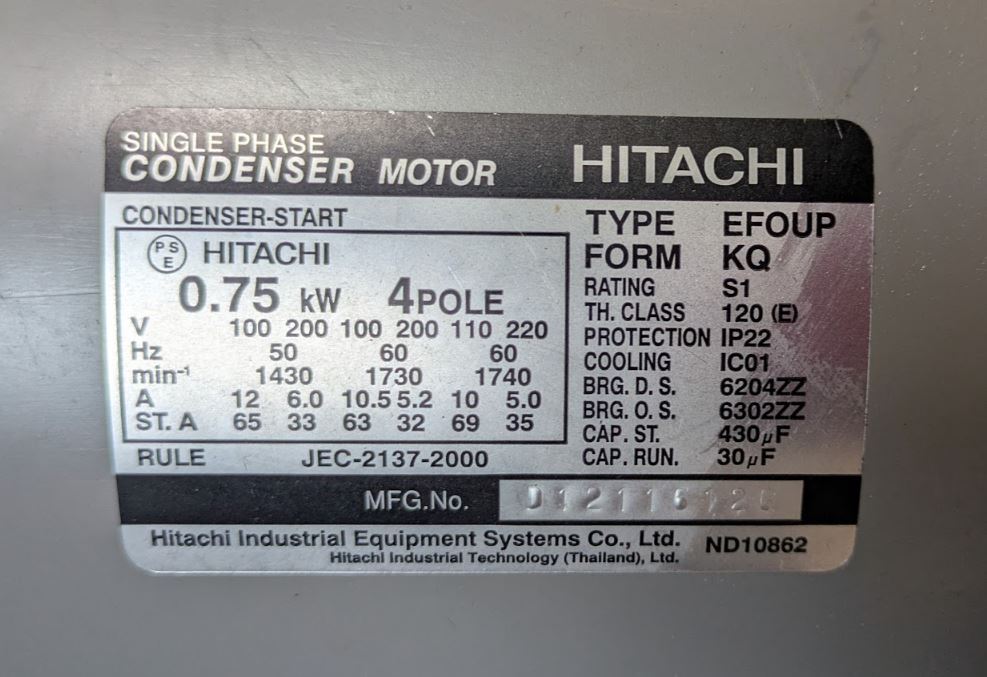 SINGLE PHASE
CONDENSER MOTOR
HITACHI
CONDENSER-START
PSE HITACHI
0.75 kW 4POLE
V 100 200 100 200 110 220
Hz 50 60 60
min⁻¹ 1430 1730 1740
A 12 6.0 10.5 5.2 10 5.0
ST. A 65 33 63 32 69 35
RULE JEC-2137-2000
TYPE EFOUP
FORM KQ
RATING S1
TH. CLASS 120 (E)
PROTECTION IP22
COOLING IC01
BRG. D. S. 6204ZZ
BRG. O. S. 6302ZZ
CAP. ST. 430μF
CAP. RUN. 30μF
MFG.No.
Hitachi Industrial Equipment Systems Co., Ltd. ND10862
Hitachi Industrial Technology (Thailand), Ltd.